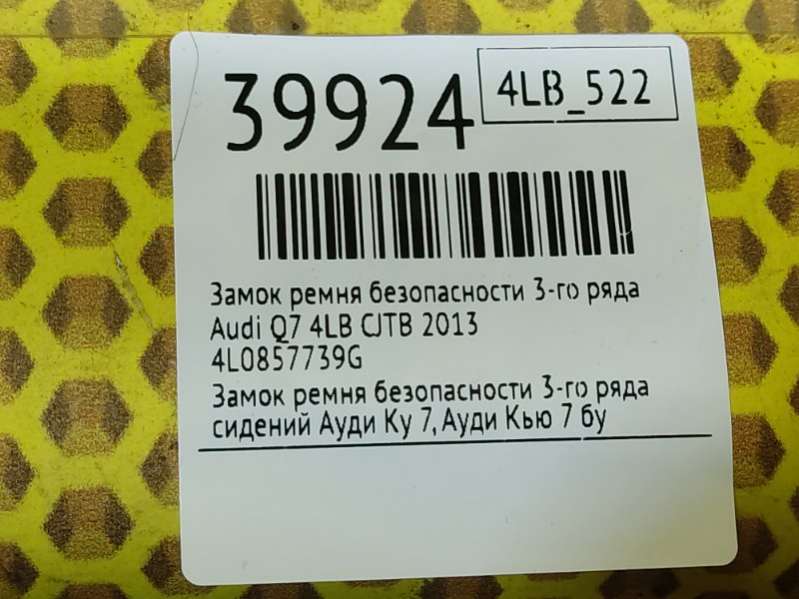 39924
4LB_522
Замок ремня безопасности 3-го ряда
Audi Q7 4LB CJTB 2013
4L0857739G
Замок ремня безопасности 3-го ряда
сидений Ауди Ку 7, Ауди Кью 7 бу